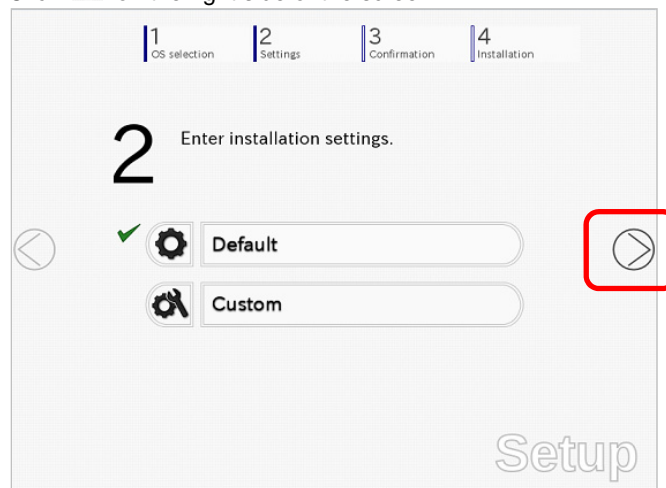 1 2 3 4
OS selection Settings Confirmation Installation
2 Enter installation settings.
Default
Custom
Setup